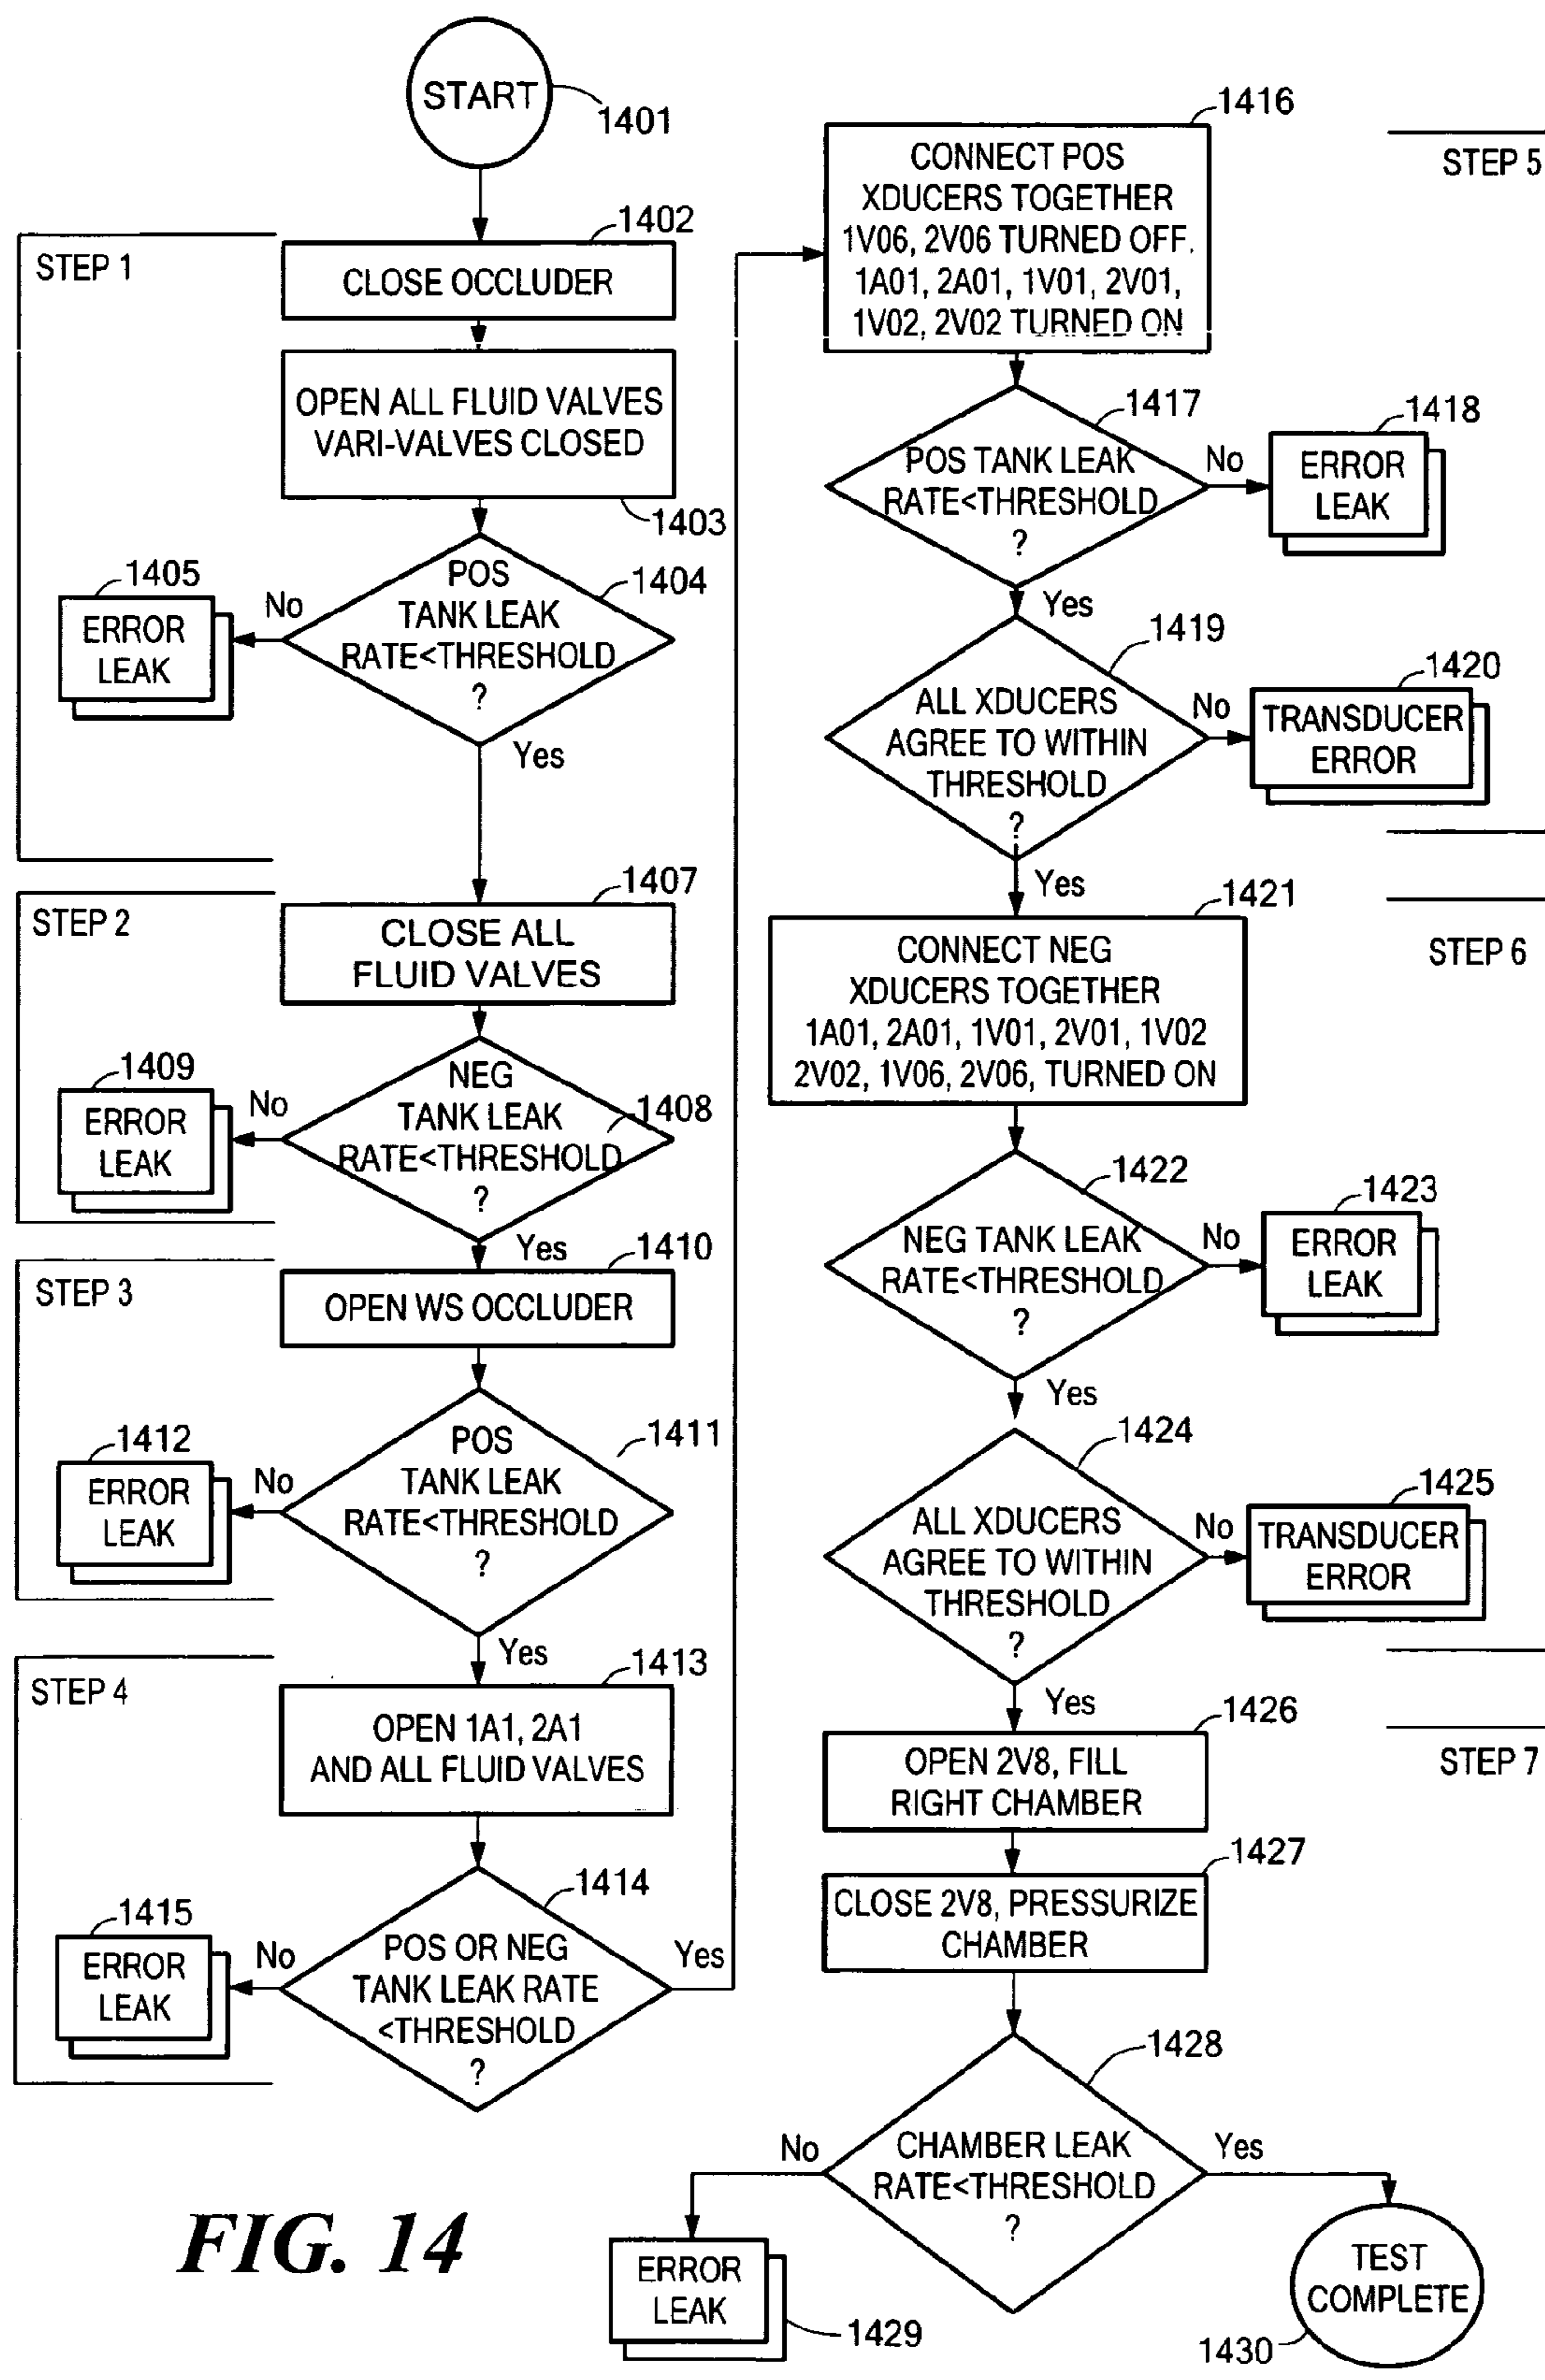 START
1401
STEP 1
1402
CLOSE OCCLUDER
OPEN ALL FLUID VALVES
VARI-VALVES CLOSED
1403
POS
TANK LEAK
RATE<THRESHOLD
?
1404
No
1405
ERROR
LEAK
Yes
STEP 2
1407
CLOSE ALL
FLUID VALVES
NEG
TANK LEAK
RATE<THRESHOLD
?
1408
No
1409
ERROR
LEAK
Yes
STEP 3
1410
OPEN WS OCCLUDER
POS
TANK LEAK
RATE<THRESHOLD
?
1411
No
1412
ERROR
LEAK
Yes
STEP 4
1413
OPEN 1A1, 2A1
AND ALL FLUID VALVES
1414
POS OR NEG
TANK LEAK RATE
<THRESHOLD
?
No
1415
ERROR
LEAK
Yes
STEP 5
1416
CONNECT POS
XDUCERS TOGETHER
1V06, 2V06 TURNED OFF.
1A01, 2A01, 1V01, 2V01,
1V02, 2V02 TURNED ON
1417
POS TANK LEAK
RATE<THRESHOLD
?
No
1418
ERROR
LEAK
Yes
1419
ALL XDUCERS
AGREE TO WITHIN
THRESHOLD
?
No
1420
TRANSDUCER
ERROR
Yes
STEP 6
1421
CONNECT NEG
XDUCERS TOGETHER
1A01, 2A01, 1V01, 2V01, 1V02
2V02, 1V06, 2V06, TURNED ON
1422
NEG TANK LEAK
RATE<THRESHOLD
?
No
1423
ERROR
LEAK
Yes
1424
ALL XDUCERS
AGREE TO WITHIN
THRESHOLD
?
No
1425
TRANSDUCER
ERROR
Yes
STEP 7
1426
OPEN 2V8, FILL
RIGHT CHAMBER
1427
CLOSE 2V8, PRESSURIZE
CHAMBER
1428
CHAMBER LEAK
RATE<THRESHOLD
?
No
ERROR
LEAK
1429
Yes
TEST
COMPLETE
1430
FIG. 14